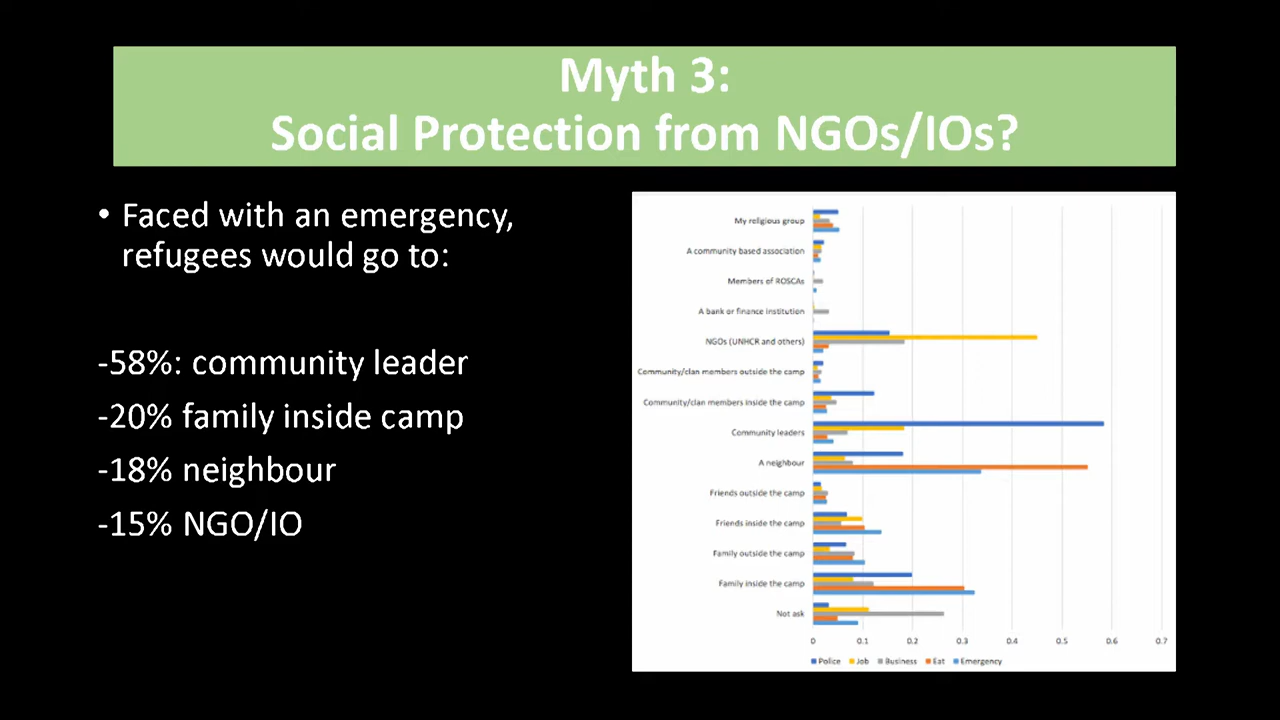 Myth 3:
Social Protection from NGOs/IOs?
• Faced with an emergency,
refugees would go to:
-58%: community leader
-20% family inside camp
-18% neighbour
-15% NGO/IO
My religious group
A community based association
Members of ROSCAs
A bank or finance institution
NGOs (UNHCR and others)
Community/clan members outside the camp
Community/clan members inside the camp
Community leaders
A neighbour
Friends outside the camp
Friends inside the camp
Family outside the camp
Family inside the camp
Not ask
0 0.1 0.2 0.3 0.4 0.5 0.6 0.7
Police Job Business Eat Emergency